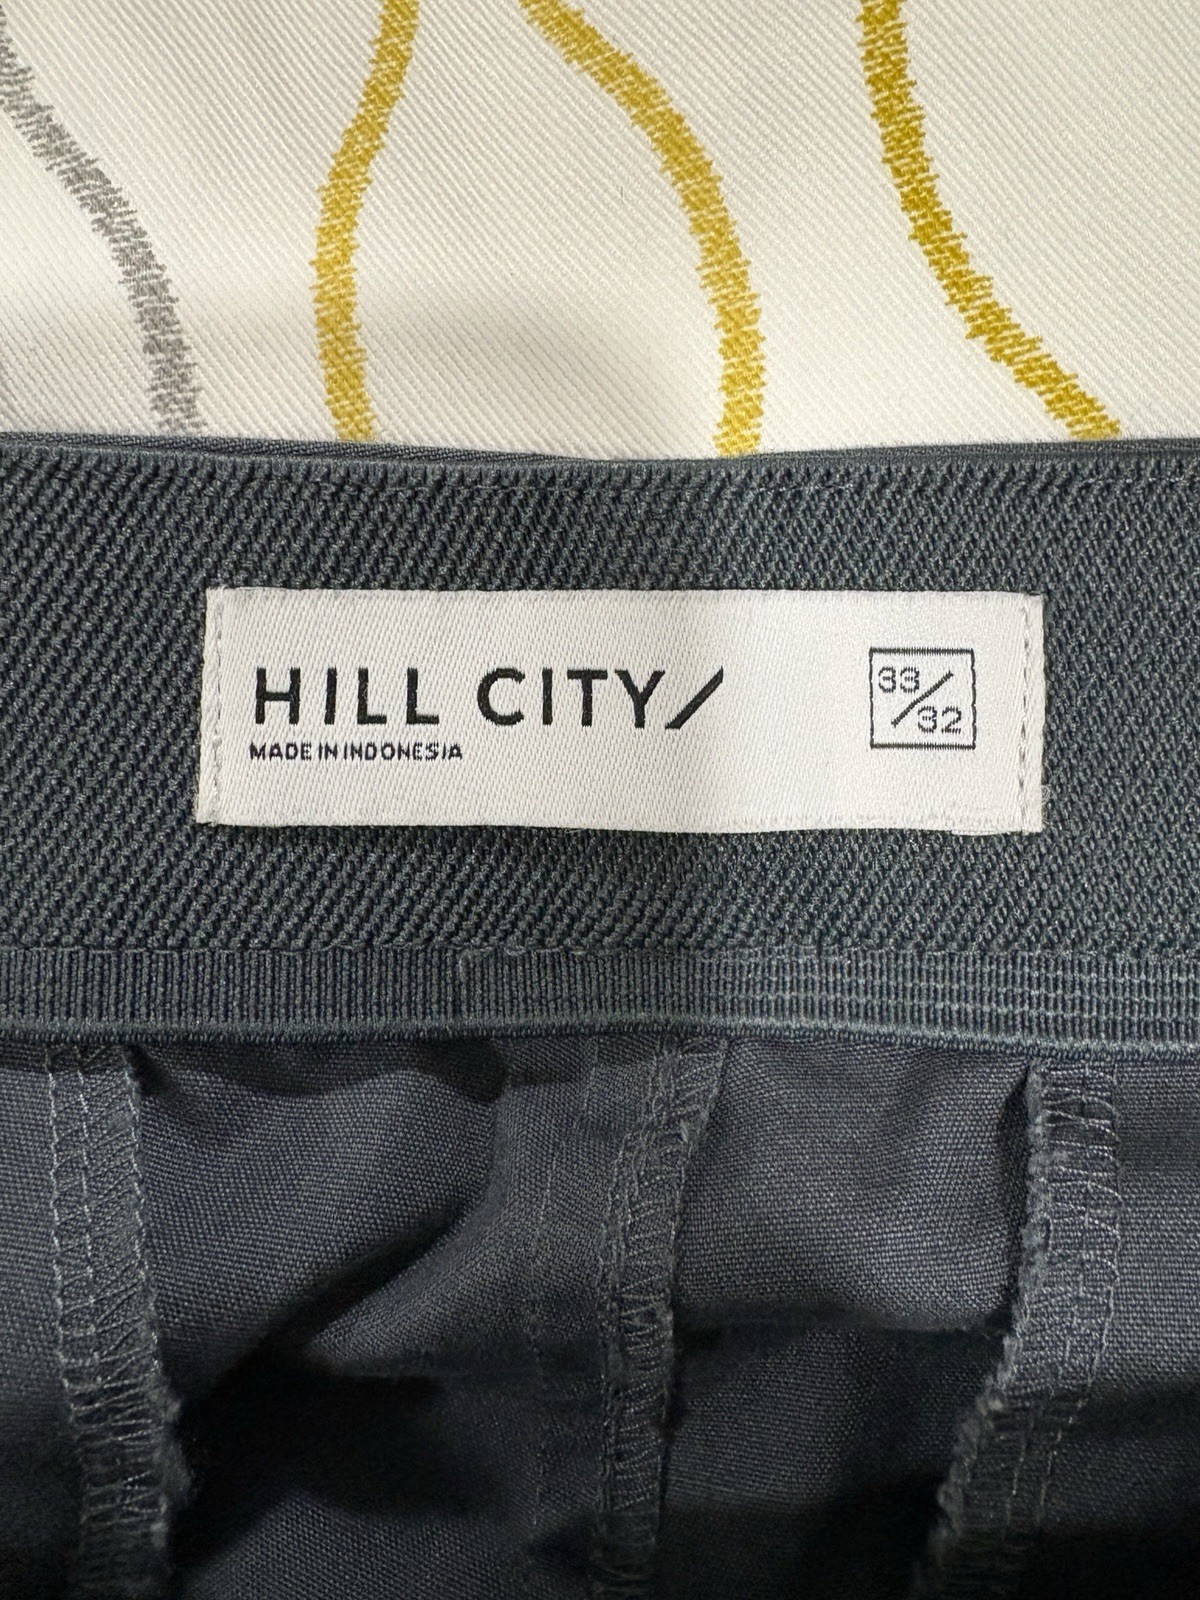 HILL CITY/
MADE IN INDONESIA
33/
32